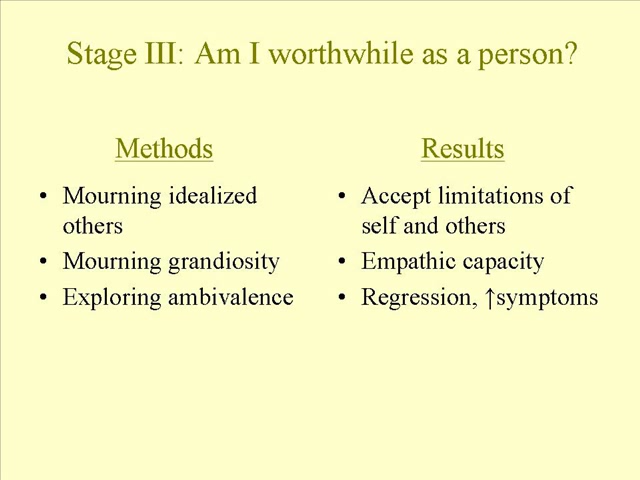 Stage III: Am I worthwhile as a person?
Methods
• Mourning idealized
others
• Mourning grandiosity
• Exploring ambivalence
Results
• Accept limitations of
self and others
• Empathic capacity
• Regression, ↑symptoms